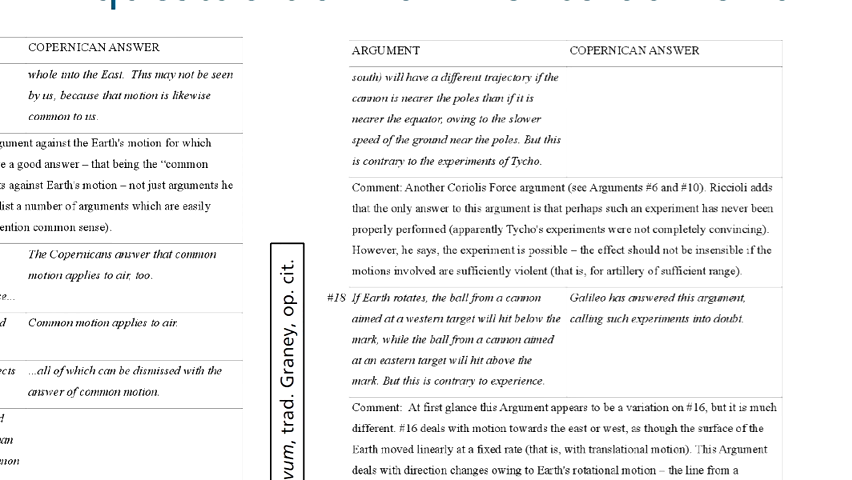 COPERNICAN ANSWER
whole into the East. This may not be seen
by us, because that motion is likewise
common to us.
gument against the Earth's motion for which
e a good answer – that being the “common
s against Earth's motion – not just arguments he
list a number of arguments which are easily
ention common sense).
The Copernicans answer that common
motion applies to air, too.
e...
d Common motion applies to air.
ects ...all of which can be dismissed with the
answer of common motion.
an
mon
vum, trad. Graney, op. cit.
ARGUMENT COPERNICAN ANSWER
south) will have a different trajectory if the
cannon is nearer the poles than if it is
nearer the equator, owing to the slower
speed of the ground near the poles. But this
is contrary to the experiments of Tycho.
Comment: Another Coriolis Force argument (see Arguments #6 and #10). Riccioli adds
that the only answer to this argument is that perhaps such an experiment has never been
properly performed (apparently Tycho's experiments were not completely convincing).
However, he says, the experiment is possible – the effect should not be insensible if the
motions involved are sufficiently violent (that is, for artillery of sufficient range).
#18 If Earth rotates, the ball from a cannon Galileo has answered this argument,
aimed at a western target will hit below the calling such experiments into doubt.
mark, while the ball from a cannon aimed
at an eastern target will hit above the
mark. But this is contrary to experience.
Comment: At first glance this Argument appears to be a variation on #16, but it is much
different. #16 deals with motion towards the east or west, as though the surface of the
Earth moved linearly at a fixed rate (that is, with translational motion). This Argument
deals with direction changes owing to Earth's rotational motion – the line from a